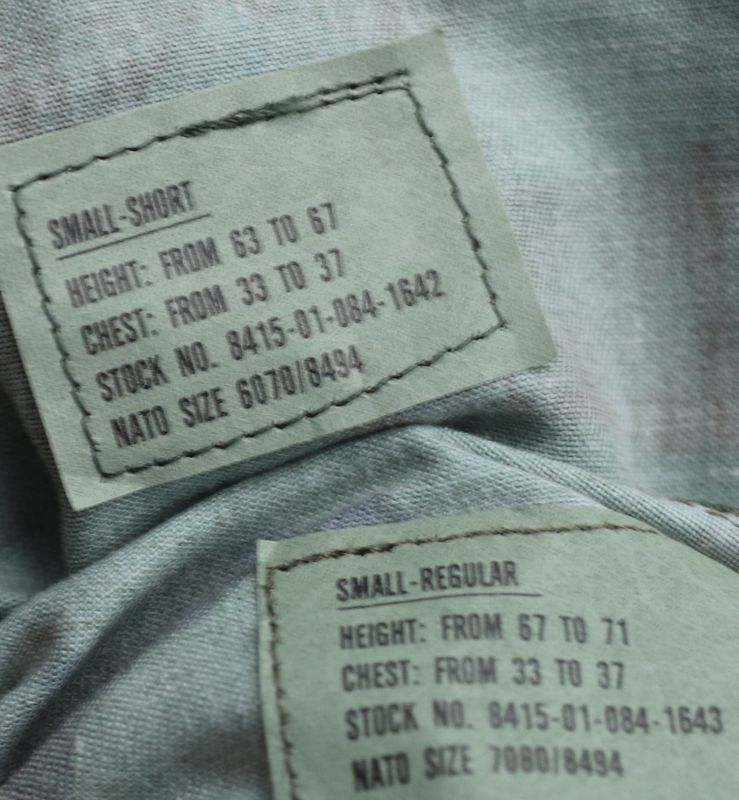 SMALL-SHORT
HEIGHT: FROM 63 TO 67
CHEST: FROM 33 TO 37
STOCK NO. 8415-01-084-1642
NATO SIZE 6070/8494
SMALL-REGULAR
HEIGHT: FROM 67 TO 71
CHEST: FROM 33 TO 37
STOCK NO. 8415-01-084-1643
NATO SIZE 7080/8494